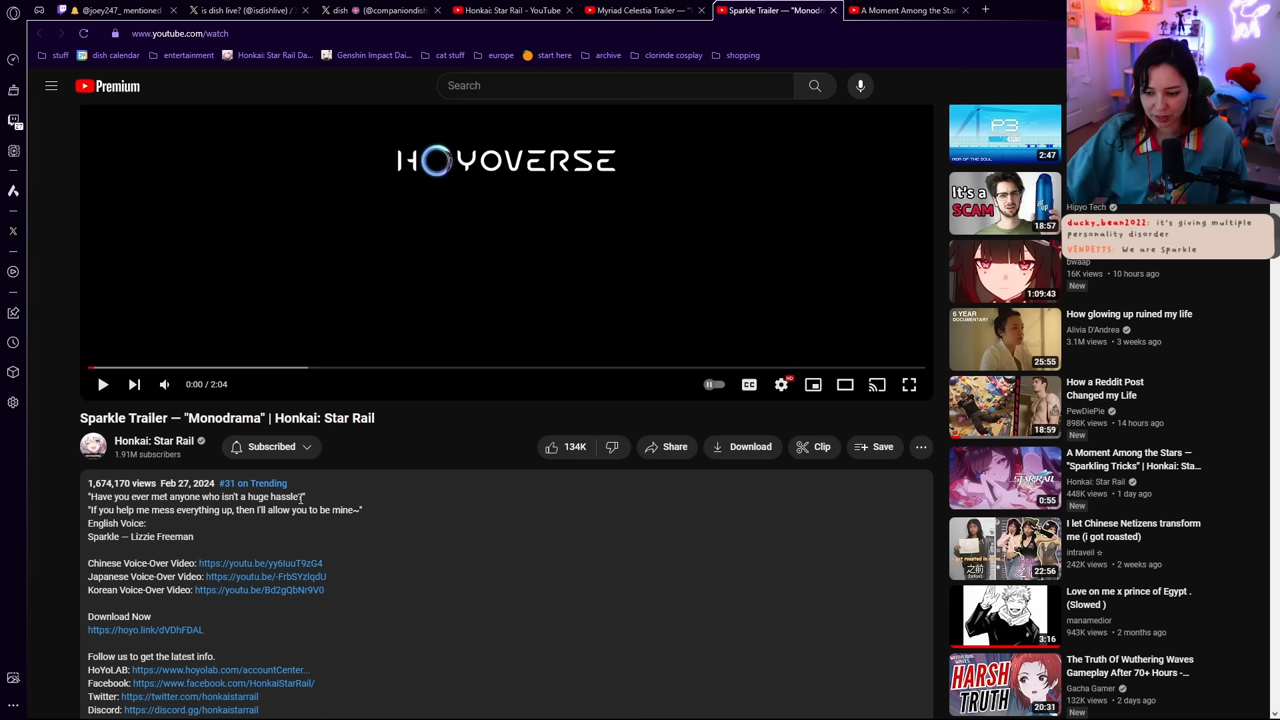 @joey247_mentioned
is dish live? (@isdishlive) /
dish (@companiondish)
Honkai: Star Rail - YouTube
Myriad Celestia Trailer — "
Sparkle Trailer — "Monod
A Moment Among the Star
www.youtube.com/watch
stuff
dish calendar
entertainment
Honkai: Star Rail Da...
Genshin Impact Dai...
cat stuff
europe
start here
archive
clorinde cosplay
shopping
27
Premium
Search
HOYOVERSE
0:00 / 2:04
HD
Sparkle Trailer — "Monodrama" | Honkai: Star Rail
Honkai: Star Rail
1.91M subscribers
Subscribed
134K
Share
Download
Clip
Save
1,674,170 views Feb 27, 2024 #31 on Trending
"Have you ever met anyone who isn't a huge hassle?"
"If you help me mess everything up, then I'll allow you to be mine~"
English Voice:
Sparkle — Lizzie Freeman
Chinese Voice-Over Video: https://youtu.be/yy6IuuT9zG4
Japanese Voice-Over Video: https://youtu.be/-FrbSYzIqdU
Korean Voice-Over Video: https://youtu.be/Bd2gQbNr9V0
Download Now
https://hoyo.link/dVDhFDAL
Follow us to get the latest info.
HoYoLAB: https://www.hoyolab.com/accountCenter...
Facebook: https://www.facebook.com/HonkaiStarRail/
Twitter: https://twitter.com/honkaistarrail
Discord: https://discord.gg/honkaistarrail
P3
2:47
Hipyo Tech
It's a
SCAM
18:57
ducky_bean2022: it's giving multiple
personality disorder
VENDETTS: We are Sparkle
bwaap
16K views • 10 hours ago
New
1:09:43
6 YEAR
DOCUMENTARY
25:55
How glowing up ruined my life
Alivia D'Andrea
3.1M views • 3 weeks ago
18:59
How a Reddit Post
Changed my Life
PewDiePie
898K views • 14 hours ago
New
STAR RAIL
0:55
A Moment Among the Stars —
"Sparkling Tricks" | Honkai: Sta...
Honkai: Star Rail
448K views • 1 day ago
New
之前
22:56
I let Chinese Netizens transform
me (i got roasted)
intraveil
242K views • 2 weeks ago
3:16
Love on me x prince of Egypt .
(Slowed )
manamedior
943K views • 2 months ago
WUTHERING
WAVES
HARSH
TRUTH
20:31
The Truth Of Wuthering Waves
Gameplay After 70+ Hours -...
Gacha Gamer
132K views • 2 days ago
New